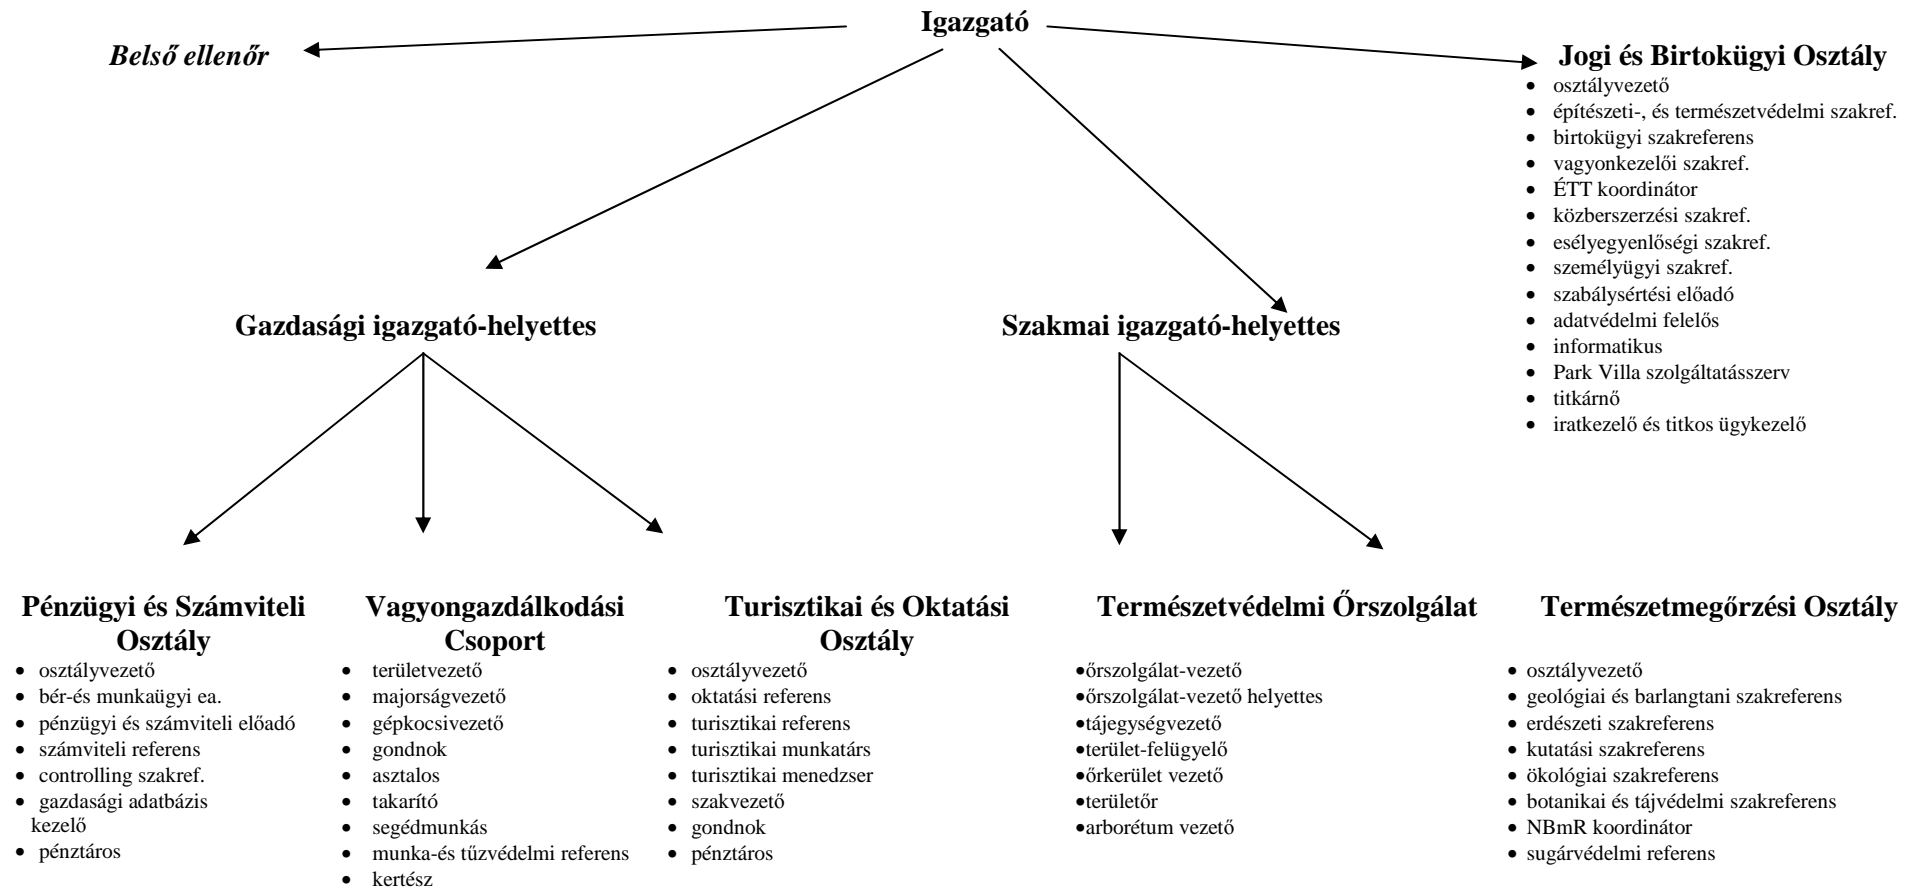 Igazgató
Belső ellenőr
Jogi és Birtokügyi Osztály
• osztályvezető
• építészeti-, és természetvédelmi szakref.
• birtokügyi szakreferens
• vagyonkezelői szakref.
• ÉTT koordinátor
• közberszerzési szakref.
• esélyegyenlőségi szakref.
• személyügyi szakref.
• szabálysértési előadó
• adatvédelmi felelős
• informatikus
• Park Villa szolgáltatásszerv
• titkárnő
• iratkezelő és titkos ügykezelő
Gazdasági igazgató-helyettes
Szakmai igazgató-helyettes
Pénzügyi és Számviteli
Osztály
• osztályvezető
• bér-és munkaügyi ea.
• pénzügyi és számviteli előadó
• számviteli referens
• controlling szakref.
• gazdasági adatbázis
kezelő
• pénztáros
Vagyongazdálkodási
Csoport
• területvezető
• majorságvezető
• gépkocsivezető
• gondnok
• asztalos
• takarító
• segédmunkás
• munka-és tűzvédelmi referens
• kertész
Turisztikai és Oktatási
Osztály
• osztályvezető
• oktatási referens
• turisztikai referens
• turisztikai munkatárs
• turisztikai menedzser
• szakvezető
• gondnok
• pénztáros
Természetvédelmi Őrszolgálat
•őrszolgálat-vezető
•őrszolgálat-vezető helyettes
•tájegységvezető
•terület-felügyelő
•őrkerület vezető
•területőr
•arborétum vezető
Természetmegőrzési Osztály
• osztályvezető
• geológiai és barlangtani szakreferens
• erdészeti szakreferens
• kutatási szakreferens
• ökológiai szakreferens
• botanikai és tájvédelmi szakreferens
• NBmR koordinátor
• sugárvédelmi referens